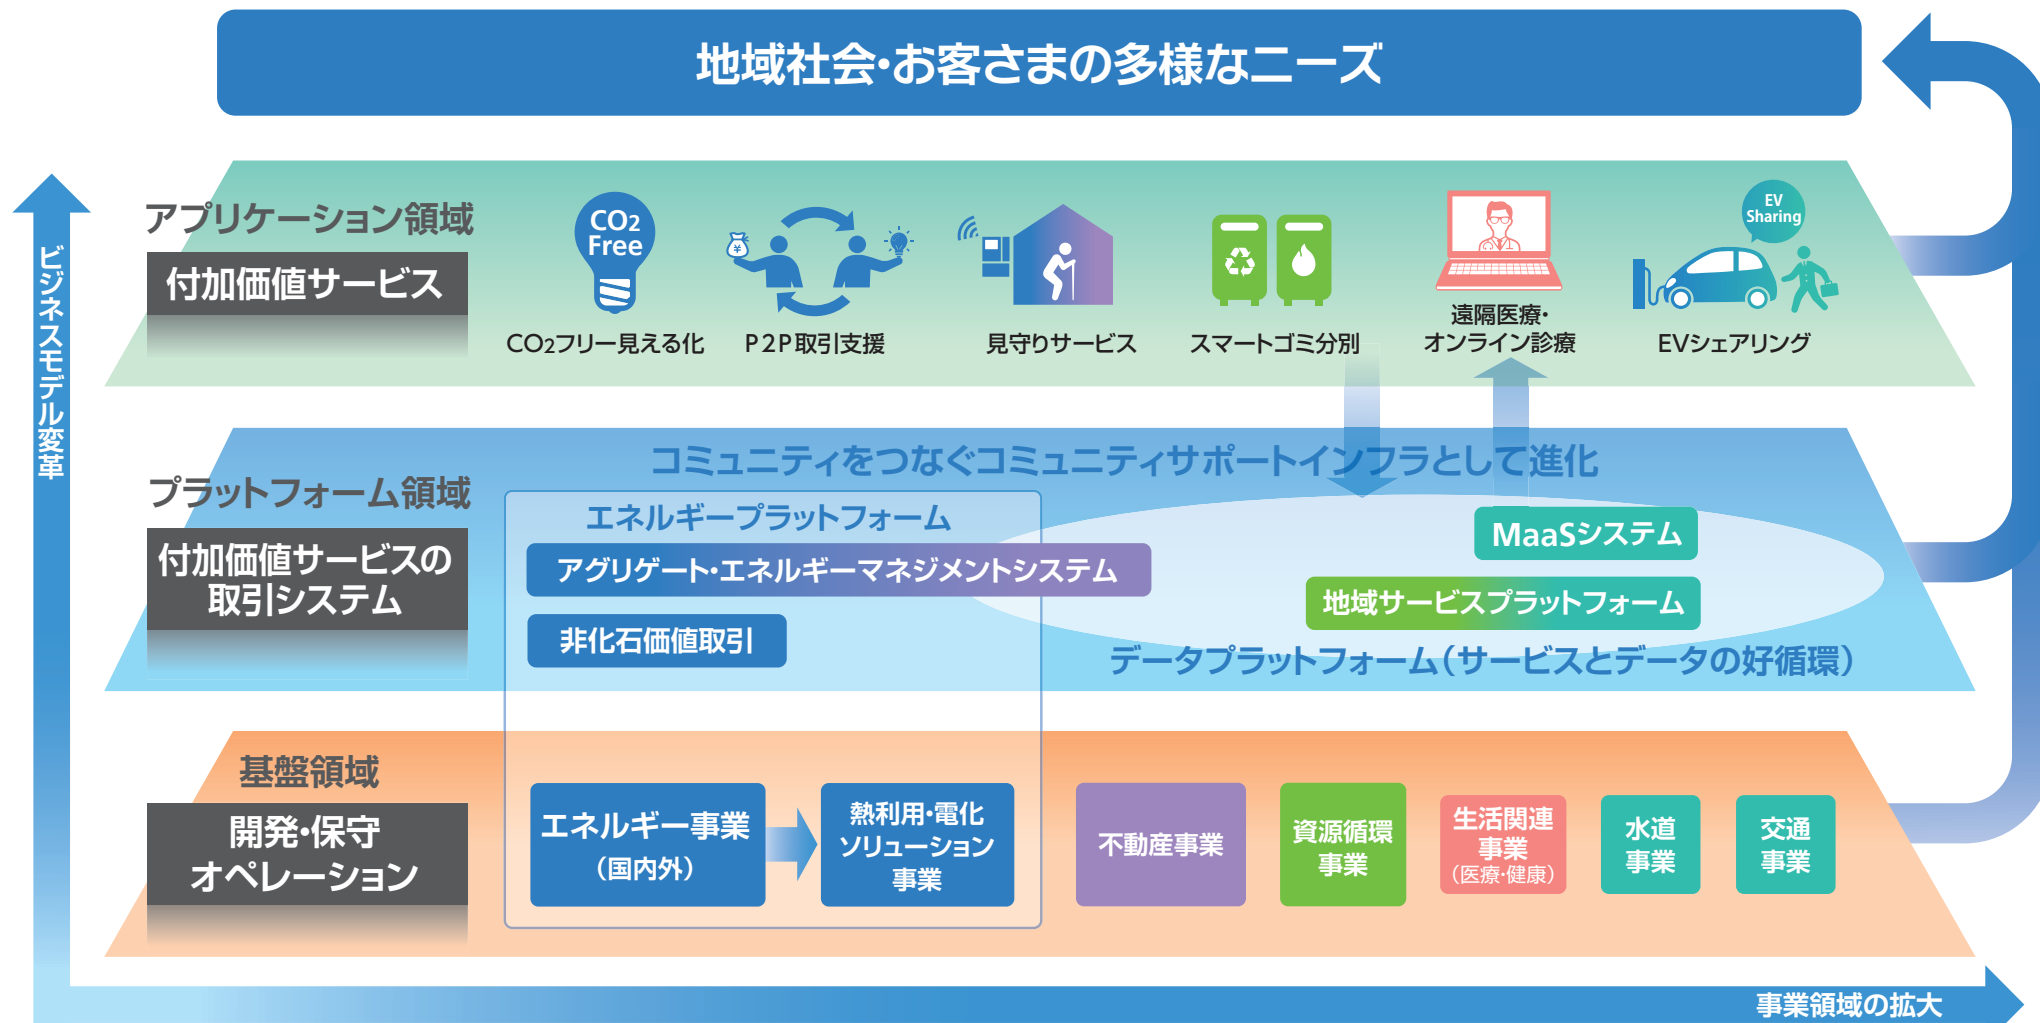 地域社会・お客さまの多様なニーズ
ビジネスモデル変革
アプリケーション領域
付加価値サービス
CO2
Free
CO2フリー見える化
¥
P2P取引支援
見守りサービス
スマートゴミ分別
遠隔医療・
オンライン診療
EV
Sharing
EVシェアリング
コミュニティをつなぐコミュニティサポートインフラとして進化
プラットフォーム領域
付加価値サービスの
取引システム
エネルギープラットフォーム
アグリゲート・エネルギーマネジメントシステム
非化石価値取引
MaaSシステム
地域サービスプラットフォーム
データプラットフォーム（サービスとデータの好循環）
基盤領域
開発・保守
オペレーション
エネルギー事業
（国内外）
熱利用・電化
ソリューション
事業
不動産事業
資源循環
事業
生活関連
事業
（医療・健康）
水道
事業
交通
事業
事業領域の拡大